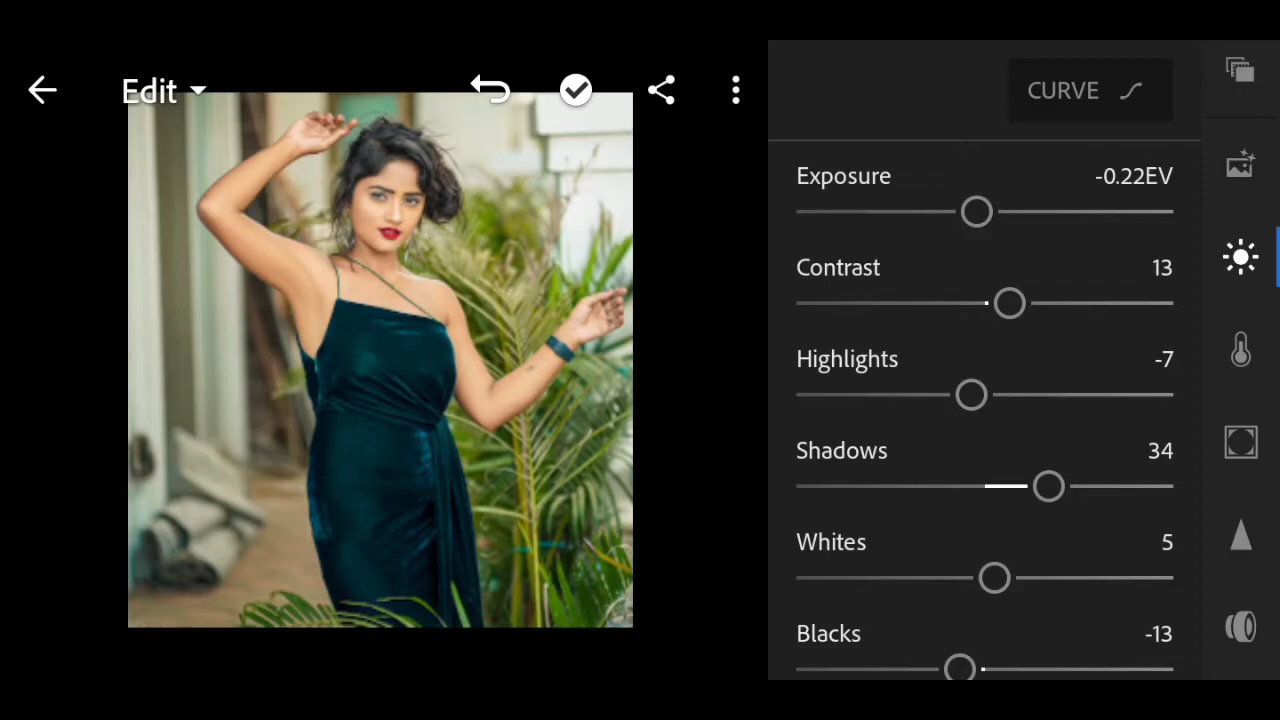 Edit
CURVE
Exposure -0.22EV
Contrast 13
Highlights -7
Shadows 34
Whites 5
Blacks -13